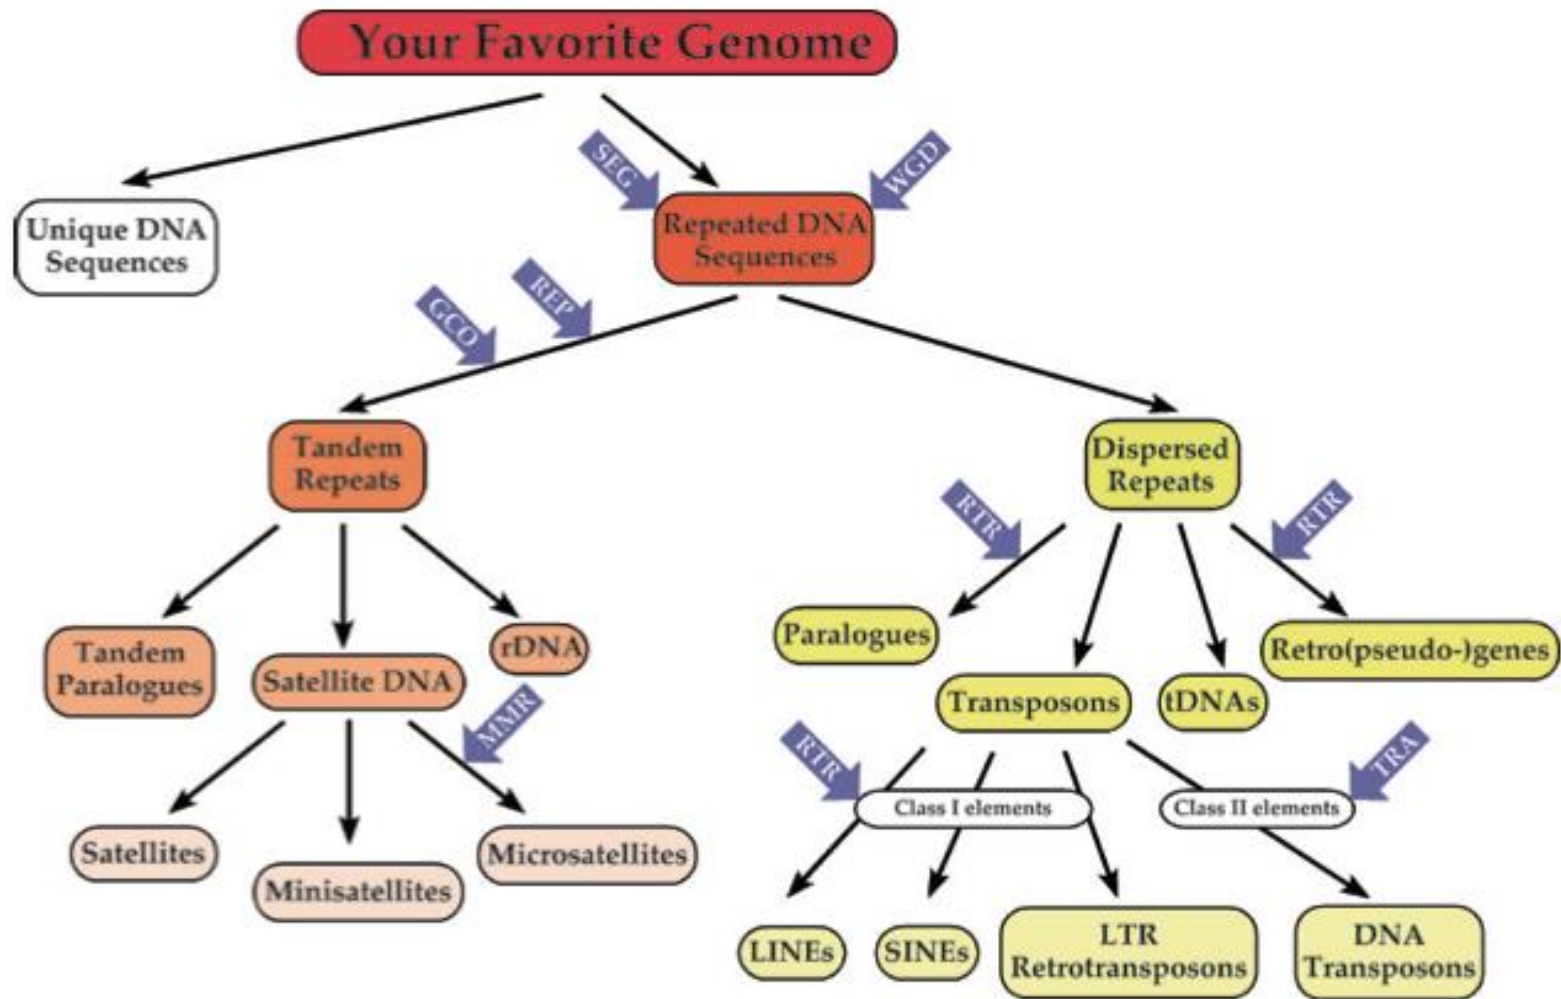 Your Favorite Genome
SEG
WGD
Unique DNA
Sequences
Repeated DNA
Sequences
GCO
REP
Tandem
Repeats
Dispersed
Repeats
RTR
RTR
Tandem
Paralogues
Satellite DNA
rDNA
Paralogues
Transposons
tDNAs
Retro(pseudo-)genes
MMR
RTR
TRA
Class I elements
Class II elements
Satellites
Minisatellites
Microsatellites
LINEs
SINEs
LTR
Retrotransposons
DNA
Transposons